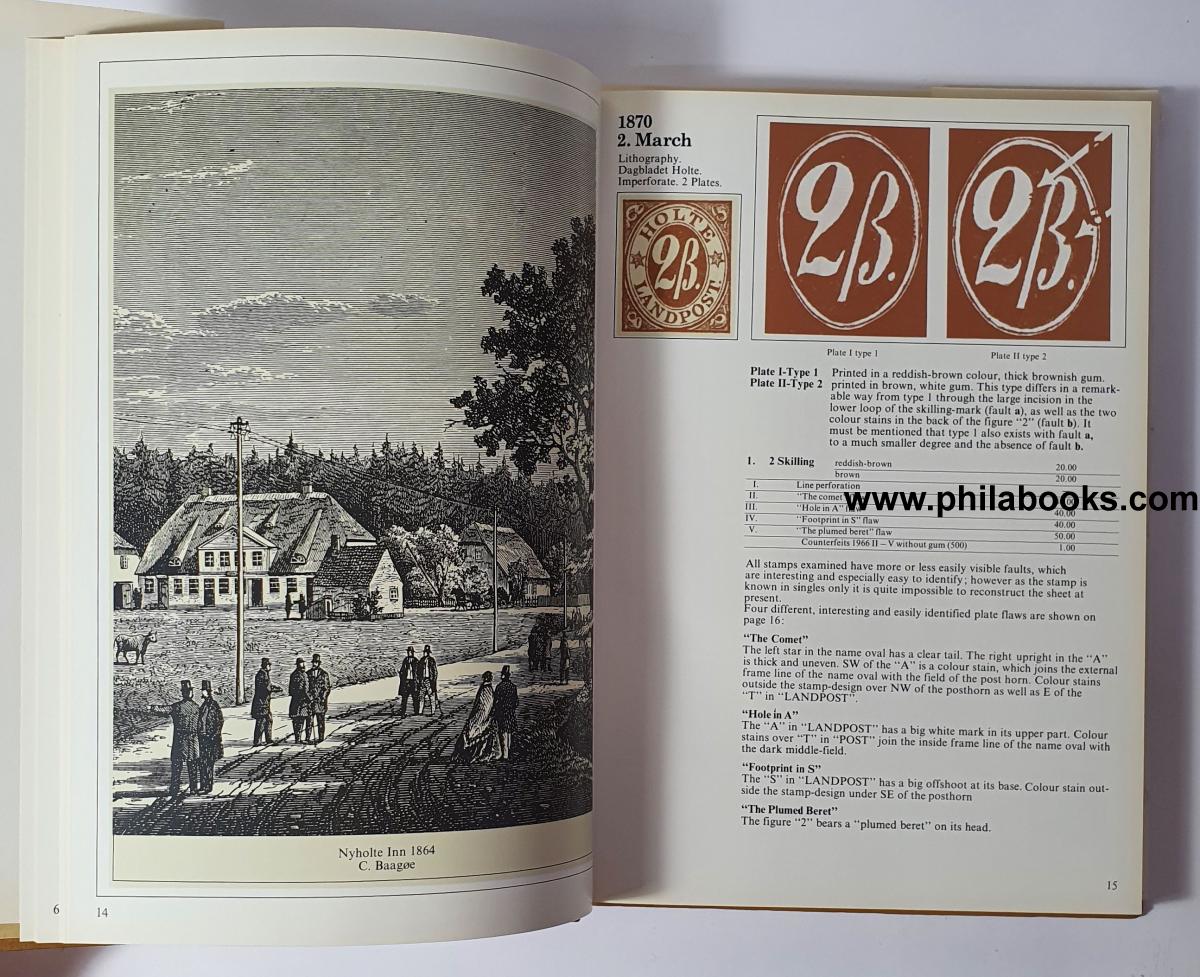 Nyholte Inn 1864
C. Baagøe
6
14
1870
2. March
Lithography.
Dagbladet Holte.
Imperforate. 2 Plates.
HOLTE
2ß.
LANDPOST.
2ß.
2ß.
Plate I type 1
Plate II type 2
Plate I-Type 1 Printed in a reddish-brown colour, thick brownish gum.
Plate II-Type 2 printed in brown, white gum. This type differs in a remark-
able way from type 1 through the large incision in the
lower loop of the skilling-mark (fault a), as well as the two
colour stains in the back of the figure "2" (fault b). It
must be mentioned that type 1 also exists with fault a,
to a much smaller degree and the absence of fault b.
1. 2 Skilling reddish-brown 20.00
brown 20.00
I. Line perforation
II. "The comet"
III. "Hole in A" flaw 40.00
IV. "Footprint in S" flaw 40.00
V. "The plumed beret" flaw 50.00
Counterfeits 1966 II – V without gum (500) 1.00
www.philabooks.com
All stamps examined have more or less easily visible faults, which
are interesting and especially easy to identify; however as the stamp is
known in singles only it is quite impossible to reconstruct the sheet at
present.
Four different, interesting and easily identified plate flaws are shown on
page 16:
"The Comet"
The left star in the name oval has a clear tail. The right upright in the "A"
is thick and uneven. SW of the "A" is a colour stain, which joins the external
frame line of the name oval with the field of the post horn. Colour stains
outside the stamp-design over NW of the posthorn as well as E of the
"T" in "LANDPOST".
"Hole in A"
The "A" in "LANDPOST" has a big white mark in its upper part. Colour
stains over "T" in "POST" join the inside frame line of the name oval with
the dark middle-field.
"Footprint in S"
The "S" in "LANDPOST" has a big offshoot at its base. Colour stain out-
side the stamp-design under SE of the posthorn
"The Plumed Beret"
The figure "2" bears a "plumed beret" on its head.
15